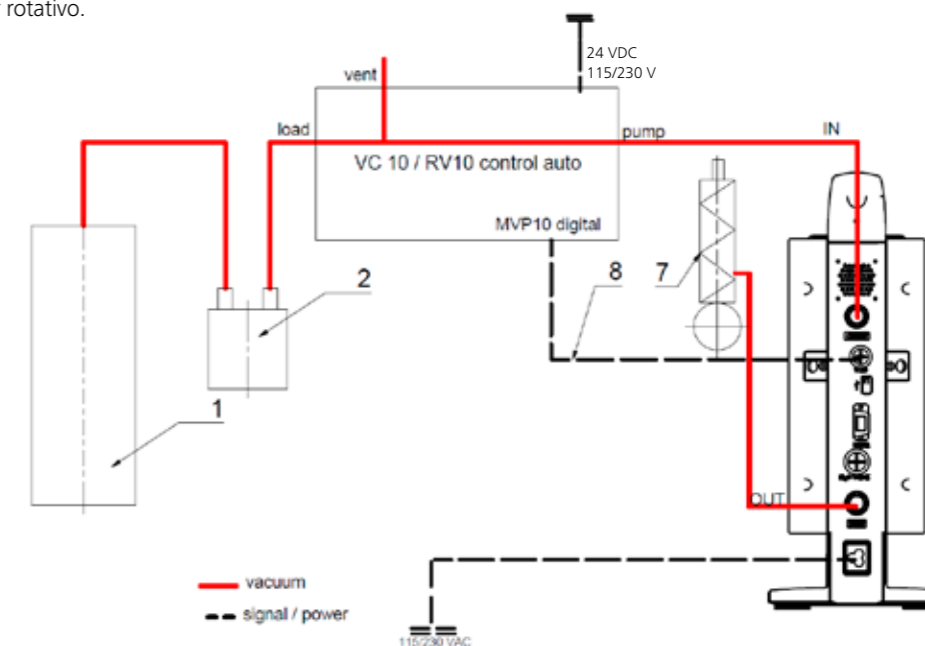 rotativo.
24 VDC
115/230 V
vent
load
pump
IN
VC 10 / RV10 control auto
MVP10 digital
8
7
2
1
OUT
vacuum
signal / power
115/230 VAC